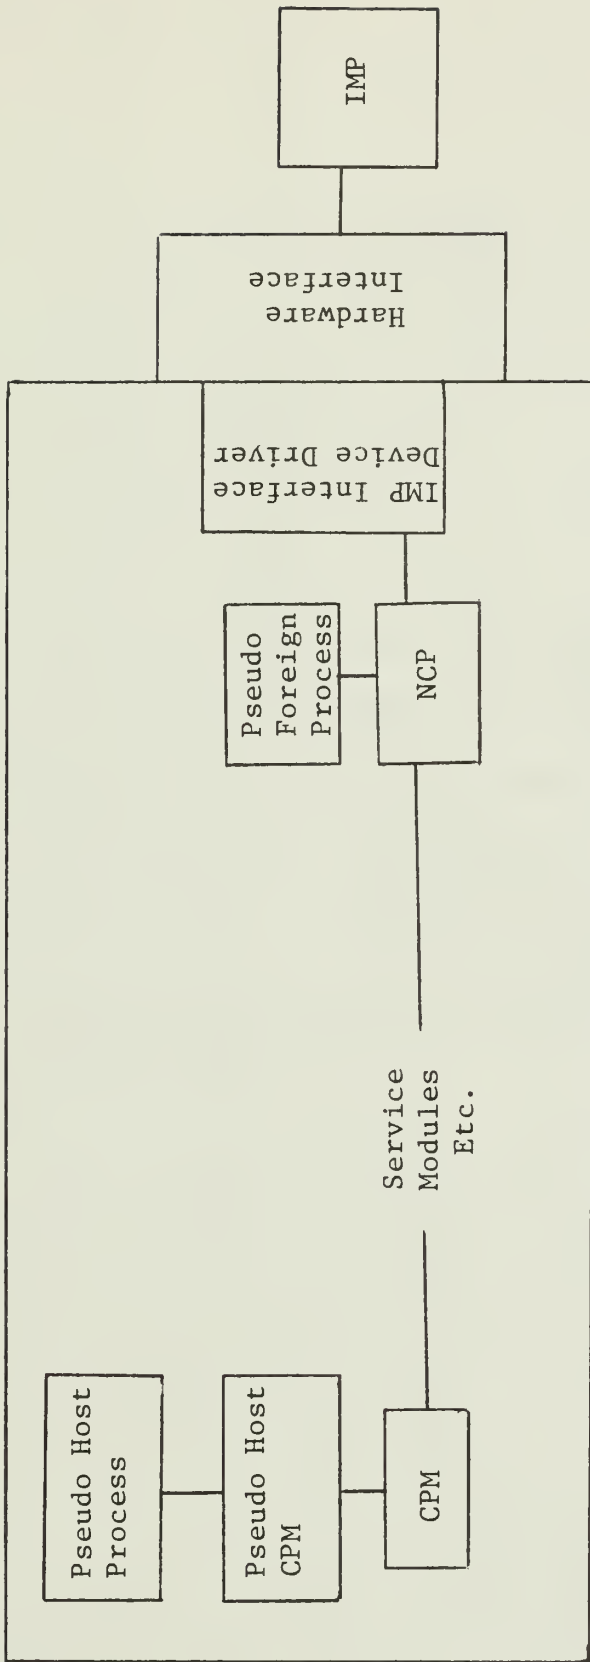 Pseudo Host
Process
Pseudo Host
CPM
CPM
Service
Modules
Etc.
Pseudo
Foreign
Process
NCP
IMP Interface
Device Driver
Hardware
Interface
IMP